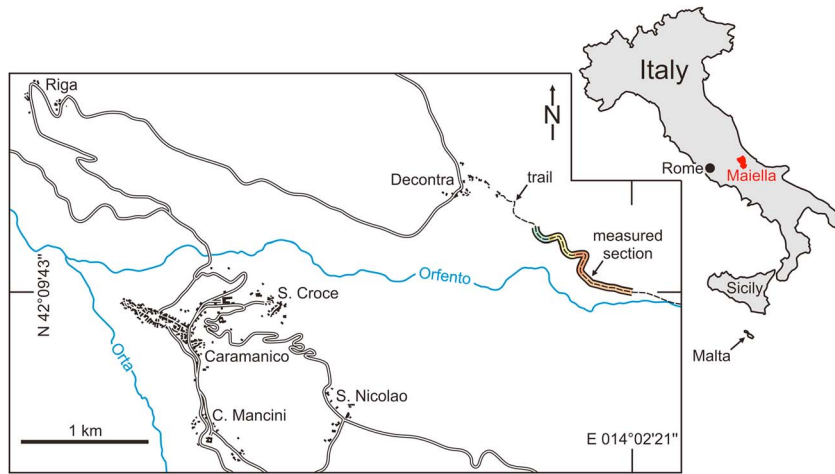 Riga
Italy
N
Decontra
trail
Rome
Maiella
measured
section
N 42°09'43"
Orfento
S. Croce
Sicily
Orta
Caramanico
Malta
S. Nicolao
C. Mancini
1 km
E 014°02'21"